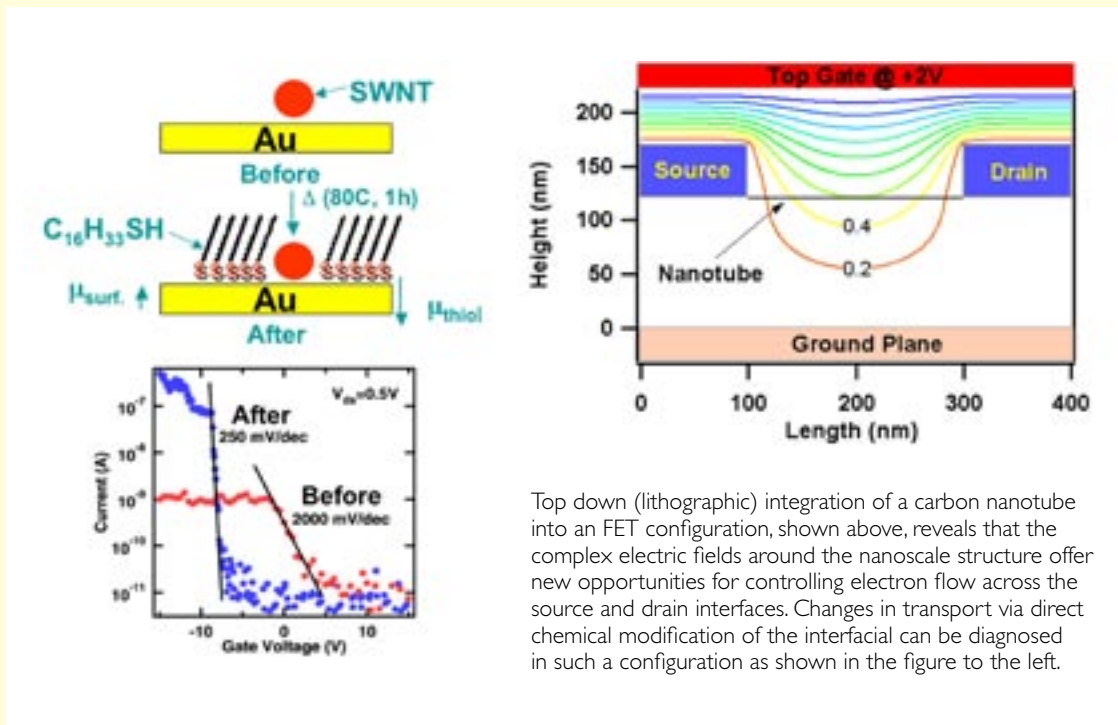 SWNT
Au
Before
Δ (80C, 1h)
C₁₆H₃₃SH
S S S S S S S S S S
μsurf.
Au
μthiol
After
Vds=0.5V
After
250 mV/dec
Before
2000 mV/dec
Current (A)
10⁻⁷
10⁻⁸
10⁻⁹
10⁻¹⁰
10⁻¹¹
-10 0 10
Gate Voltage (V)
Top Gate @ +2V
Source
Drain
0.4
0.2
Nanotube
Ground Plane
Height (nm)
200
150
100
50
0
0 100 200 300 400
Length (nm)
Top down (lithographic) integration of a carbon nanotube
into an FET configuration, shown above, reveals that the
complex electric fields around the nanoscale structure offer
new opportunities for controlling electron flow across the
source and drain interfaces. Changes in transport via direct
chemical modification of the interfacial can be diagnosed
in such a configuration as shown in the figure to the left.